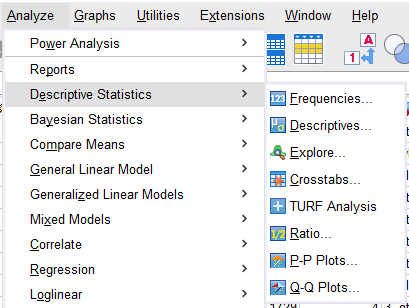 Analyze Graphs Utilities Extensions Window Help
Power Analysis
Reports
Descriptive Statistics
Bayesian Statistics
Compare Means
General Linear Model
Generalized Linear Models
Mixed Models
Correlate
Regression
Loglinear
Frequencies...
Descriptives...
Explore...
Crosstabs...
TURF Analysis
Ratio...
P-P Plots...
Q-Q Plots...